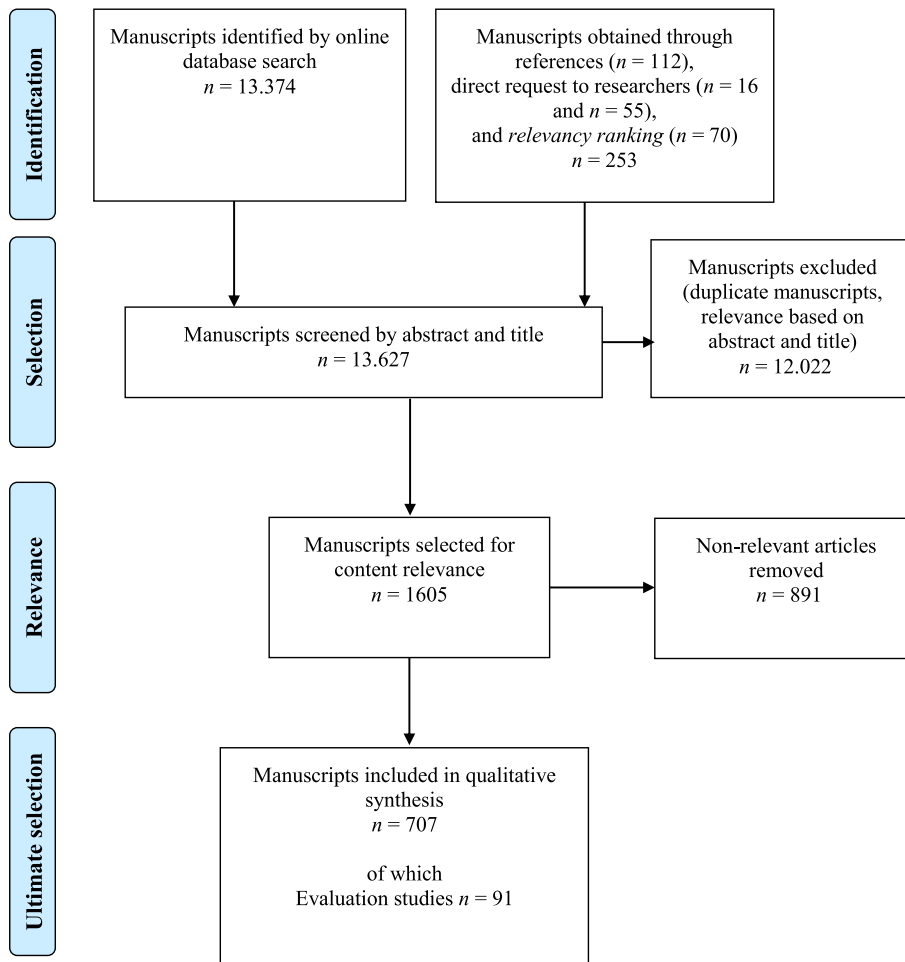 Identification
Manuscripts identified by online
database search
n = 13.374
Manuscripts obtained through
references (n = 112),
direct request to researchers (n = 16
and n = 55),
and relevancy ranking (n = 70)
n = 253
Selection
Manuscripts screened by abstract and title
n = 13.627
Manuscripts excluded
(duplicate manuscripts,
relevance based on
abstract and title)
n = 12.022
Relevance
Manuscripts selected for
content relevance
n = 1605
Non-relevant articles
removed
n = 891
Ultimate selection
Manuscripts included in qualitative
synthesis
n = 707
of which
Evaluation studies n = 91